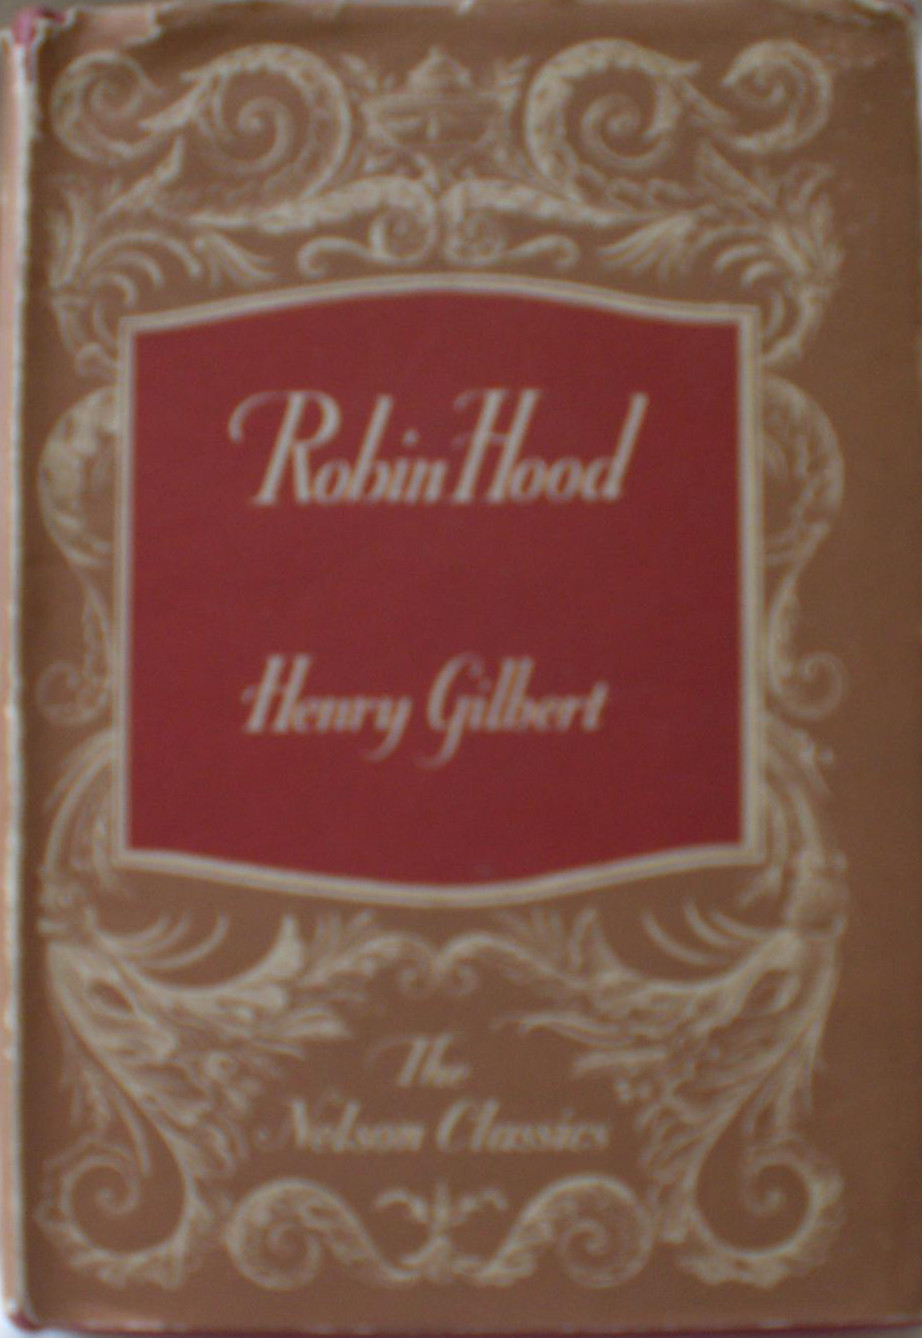 Robin Hood
Henry Gilbert
The
Nelson Classics